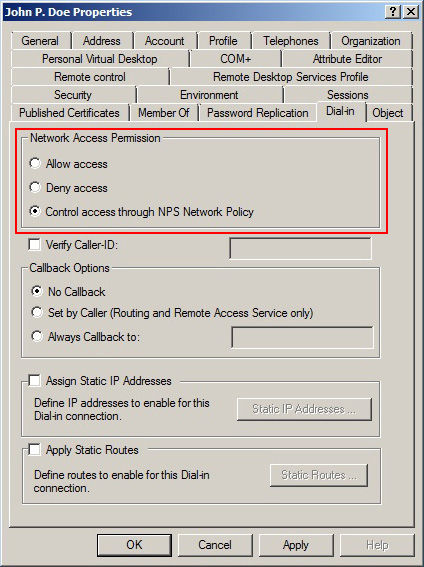 John P. Doe Properties
General Address Account Profile Telephones Organization
Personal Virtual Desktop COM+ Attribute Editor
Remote control Remote Desktop Services Profile
Security Environment Sessions
Published Certificates Member Of Password Replication Dial-in Object
Network Access Permission
Allow access
Deny access
Control access through NPS Network Policy
Verify Caller-ID:
Callback Options
No Callback
Set by Caller (Routing and Remote Access Service only)
Always Callback to:
Assign Static IP Addresses
Define IP addresses to enable for this
Dial-in connection.
Static IP Addresses ...
Apply Static Routes
Define routes to enable for this Dial-in
connection.
Static Routes ...
OK Cancel Apply Help